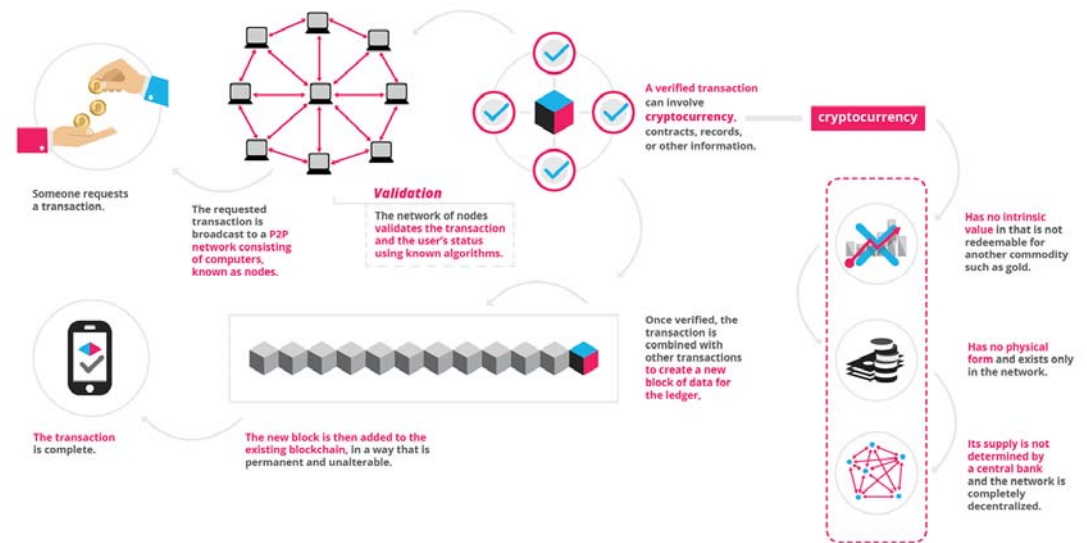 Someone requests
a transaction.
The requested
transaction is
broadcast to a P2P
network consisting
of computers,
known as nodes.
Validation
The network of nodes
validates the transaction
and the user's status
using known algorithms.
A verified transaction
can involve
cryptocurrency,
contracts, records,
or other information.
cryptocurrency
Has no intrinsic
value in that is not
redeemable for
another commodity
such as gold.
Has no physical
form and exists only
in the network.
Its supply is not
determined by
a central bank
and the network is
completely
decentralized.
Once verified, the
transaction is
combined with
other transactions
to create a new
block of data for
the ledger,
The new block is then added to the
existing blockchain, in a way that is
permanent and unalterable.
The transaction
is complete.